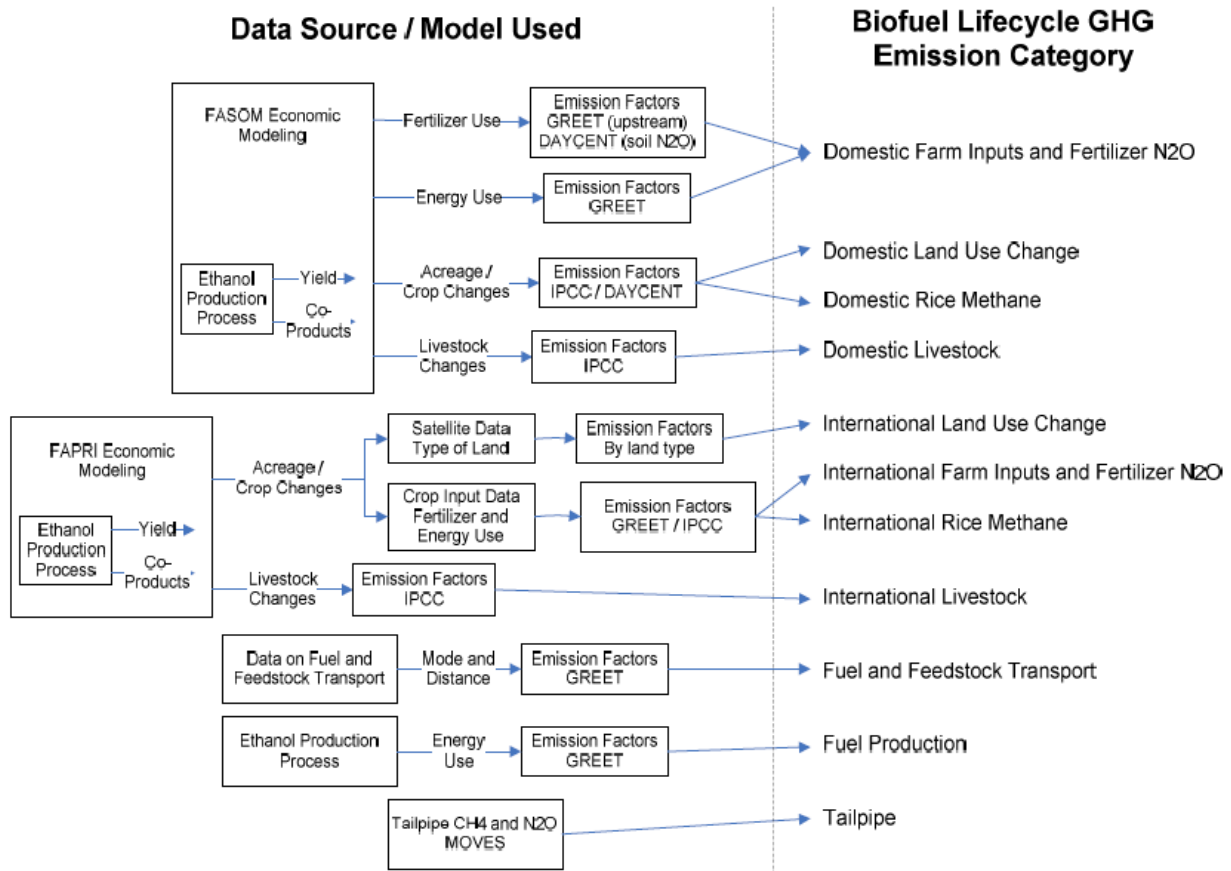 Data Source / Model Used
Biofuel Lifecycle GHG
Emission Category
FASOM Economic
Modeling
Fertilizer Use
Emission Factors
GREET (upstream)
DAYCENT (soil N2O)
Domestic Farm Inputs and Fertilizer N2O
Energy Use
Emission Factors
GREET
Ethanol
Production
Process
Yield
Co-
Products
Acreage /
Crop Changes
Emission Factors
IPCC / DAYCENT
Domestic Land Use Change
Domestic Rice Methane
Livestock
Changes
Emission Factors
IPCC
Domestic Livestock
FAPRI Economic
Modeling
Acreage /
Crop Changes
Satellite Data
Type of Land
Emission Factors
By land type
International Land Use Change
Crop Input Data
Fertilizer and
Energy Use
Emission Factors
GREET / IPCC
International Farm Inputs and Fertilizer N2O
International Rice Methane
Ethanol
Production
Process
Yield
Co-
Products
Livestock
Changes
Emission Factors
IPCC
International Livestock
Data on Fuel and
Feedstock Transport
Mode and
Distance
Emission Factors
GREET
Fuel and Feedstock Transport
Ethanol Production
Process
Energy
Use
Emission Factors
GREET
Fuel Production
Tailpipe CH4 and N2O
MOVES
Tailpipe